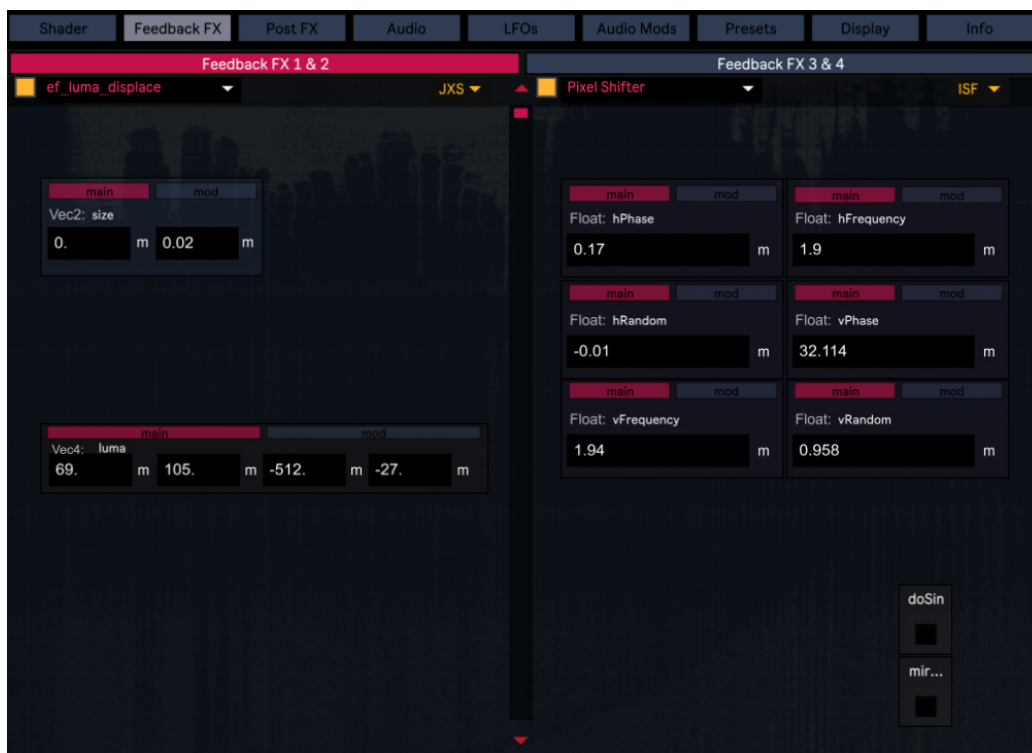 Shader Feedback FX Post FX Audio LFOs Audio Mods Presets Display Info
Feedback FX 1 & 2 Feedback FX 3 & 4
ef_luma_displace JXS Pixel Shifter ISF
main mod
Vec2: size
0. m 0.02 m
main mod
Vec4: luma
69. m 105. m -512. m -27. m
main mod main mod
Float: hPhase Float: hFrequency
0.17 m 1.9 m
main mod main mod
Float: hRandom Float: vPhase
-0.01 m 32.114 m
main mod main mod
Float: vFrequency Float: vRandom
1.94 m 0.958 m
doSin
mir...